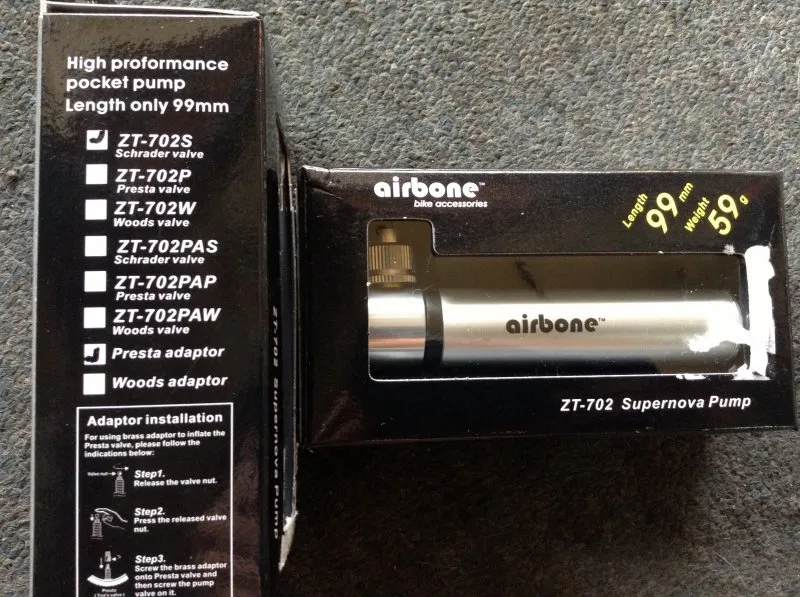 High proformance
pocket pump
Length only 99mm
ZT-702S
Schrader valve
ZT-702P
Presta valve
ZT-702W
Woods valve
ZT-702PAS
Schrader valve
ZT-702PAP
Presta valve
ZT-702PAW
Woods valve
Presta adaptor
Woods adaptor
Adaptor installation
For using brass adaptor to inflate the
Presta valve, please follow the
indications below:
Valve nut
Step1.
Release the valve nut.
Step2.
Press the released valve
nut.
Step3.
Screw the brass adaptor
onto Presta valve and
then screw the pump
valve on it.
Presta
ZT-702 Supernova Pump
airbone™
bike accessories
Length 99 mm
Weight 59 g
airbone™
ZT-702 Supernova Pump